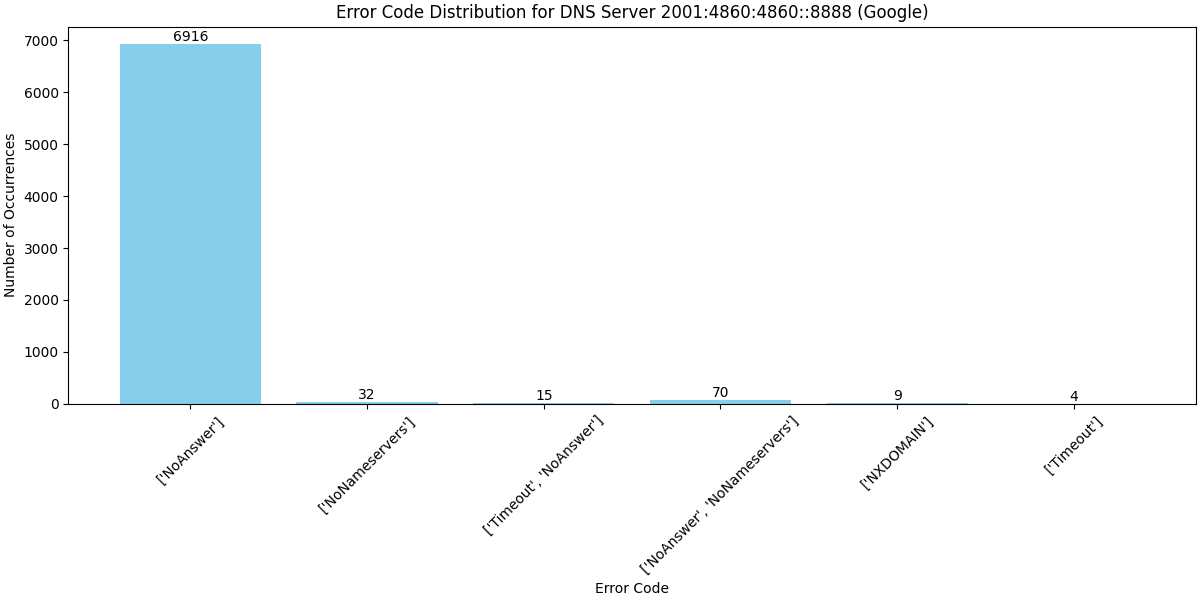 Error Code Distribution for DNS Server 2001:4860:4860::8888 (Google)
Number of Occurrences
7000
6000
5000
4000
3000
2000
1000
0
6916
32
15
70
9
4
['NoAnswer']
['NoNameservers']
['Timeout', 'NoAnswer']
['NoAnswer', 'NoNameservers']
['NXDOMAIN']
['Timeout']
Error Code